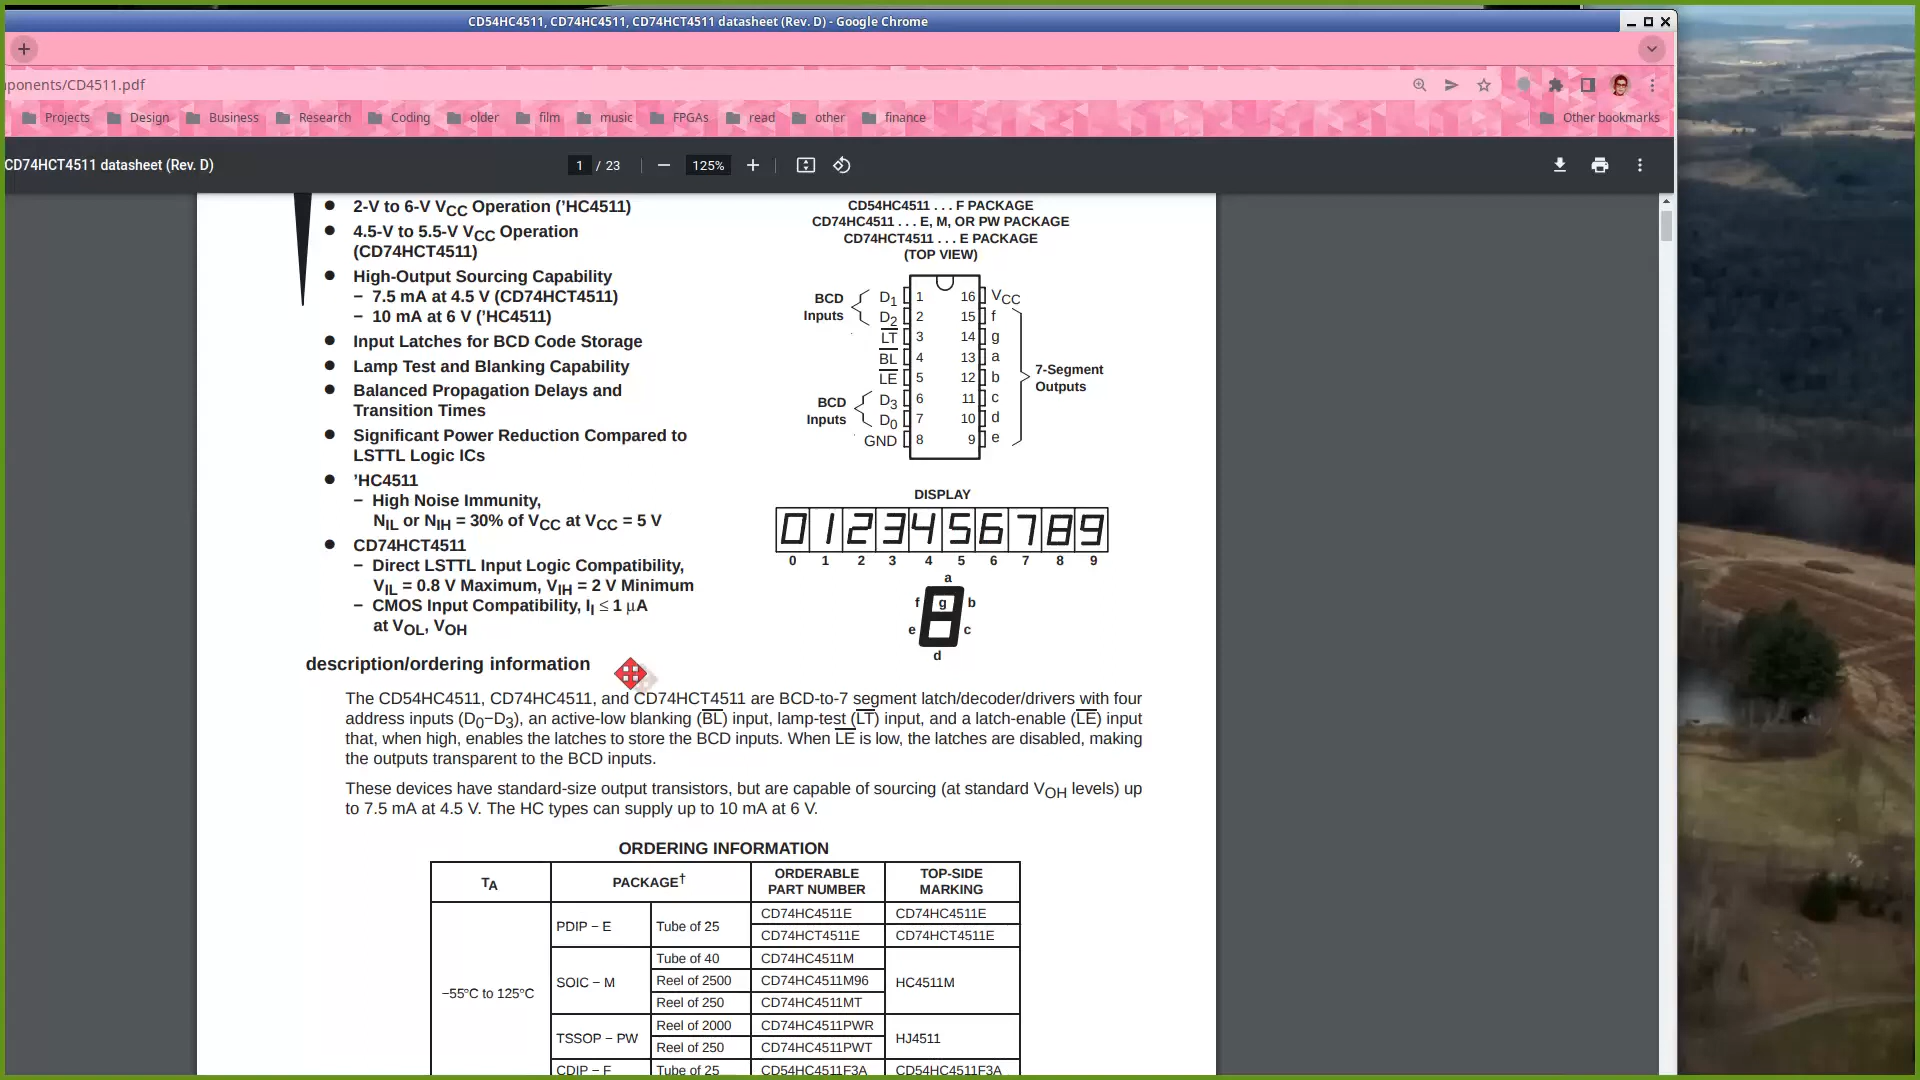 CD54HC4511, CD74HC4511, CD74HCT4511 datasheet (Rev. D) - Google Chrome
ponents/CD4511.pdf
Projects Design Business Research Coding older film music FPGAs read other finance Other bookmarks
CD74HCT4511 datasheet (Rev. D) 1 / 23 125%
● 2-V to 6-V VCC Operation ('HC4511)
● 4.5-V to 5.5-V VCC Operation
(CD74HCT4511)
● High-Output Sourcing Capability
− 7.5 mA at 4.5 V (CD74HCT4511)
− 10 mA at 6 V ('HC4511)
● Input Latches for BCD Code Storage
● Lamp Test and Blanking Capability
● Balanced Propagation Delays and
Transition Times
● Significant Power Reduction Compared to
LSTTL Logic ICs
● 'HC4511
− High Noise Immunity,
NIL or NIH = 30% of VCC at VCC = 5 V
● CD74HCT4511
− Direct LSTTL Input Logic Compatibility,
VIL = 0.8 V Maximum, VIH = 2 V Minimum
− CMOS Input Compatibility, II ≤ 1 μA
at VOL, VOH
CD54HC4511 . . . F PACKAGE
CD74HC4511 . . . E, M, OR PW PACKAGE
CD74HCT4511 . . . E PACKAGE
(TOP VIEW)
BCD
Inputs
D1 1 16 VCC
D2 2 15 f
LT 3 14 g
BL 4 13 a
LE 5 12 b
BCD
Inputs
D3 6 11 c
D0 7 10 d
GND 8 9 e
7-Segment
Outputs
DISPLAY
0 1 2 3 4 5 6 7 8 9
0 1 2 3 4 5 6 7 8 9
a
f g b
e c
d
description/ordering information
The CD54HC4511, CD74HC4511, and CD74HCT4511 are BCD-to-7 segment latch/decoder/drivers with four
address inputs (D0−D3), an active-low blanking (BL) input, lamp-test (LT) input, and a latch-enable (LE) input
that, when high, enables the latches to store the BCD inputs. When LE is low, the latches are disabled, making
the outputs transparent to the BCD inputs.
These devices have standard-size output transistors, but are capable of sourcing (at standard VOH levels) up
to 7.5 mA at 4.5 V. The HC types can supply up to 10 mA at 6 V.
ORDERING INFORMATION
TA PACKAGE† ORDERABLE
PART NUMBER TOP-SIDE
MARKING
−55°C to 125°C
PDIP − E Tube of 25 CD74HC4511E CD74HC4511E
CD74HCT4511E CD74HCT4511E
SOIC − M Tube of 40 CD74HC4511M HC4511M
Reel of 2500 CD74HC4511M96
Reel of 250 CD74HC4511MT
TSSOP − PW Reel of 2000 CD74HC4511PWR HJ4511
Reel of 250 CD74HC4511PWT
CDIP − F Tube of 25 CD54HC4511F3A CD54HC4511F3A